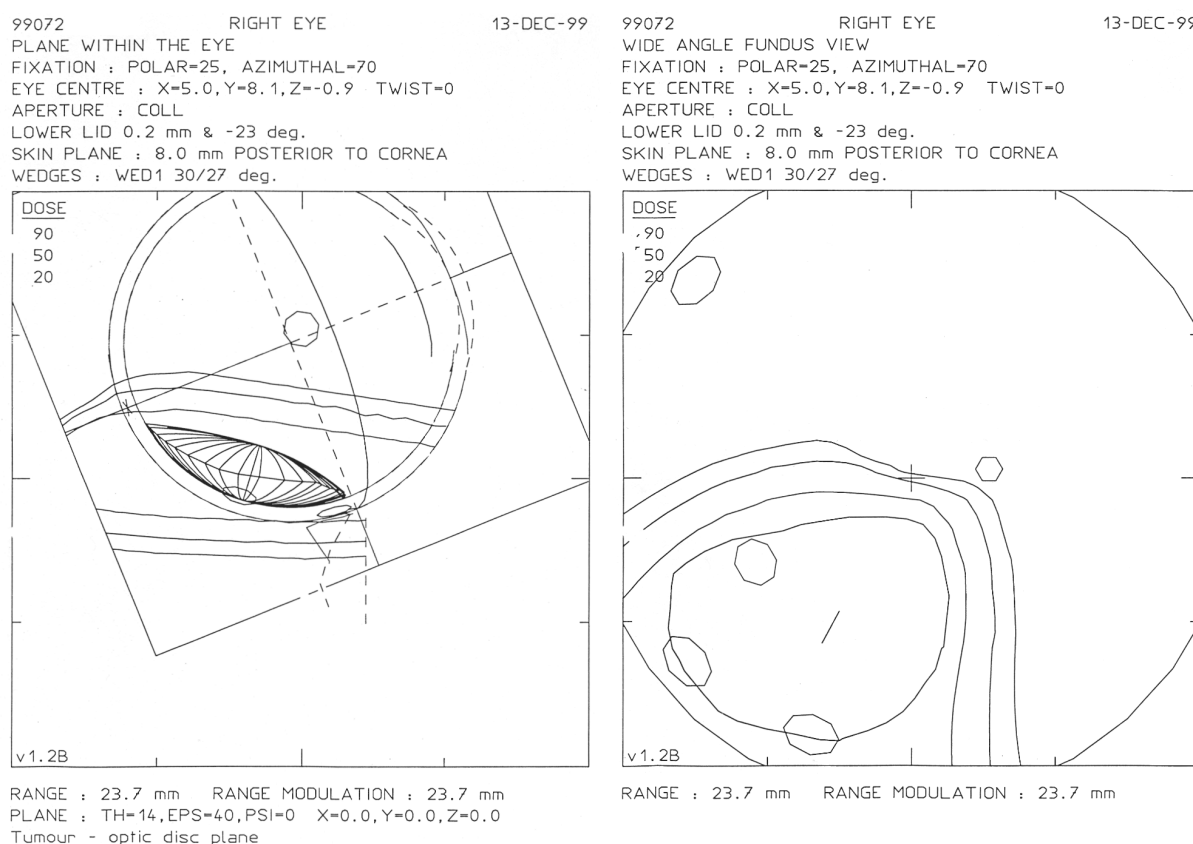 99072 RIGHT EYE 13-DEC-99
PLANE WITHIN THE EYE
FIXATION : POLAR=25, AZIMUTHAL=70
EYE CENTRE : X=5.0,Y=8.1,Z=-0.9 TWIST=0
APERTURE : COLL
LOWER LID 0.2 mm & -23 deg.
SKIN PLANE : 8.0 mm POSTERIOR TO CORNEA
WEDGES : WED1 30/27 deg.
DOSE
90
50
20
v1.2B
RANGE : 23.7 mm RANGE MODULATION : 23.7 mm
PLANE : TH=14,EPS=40,PSI=0 X=0.0,Y=0.0,Z=0.0
Tumour - optic disc plane
99072 RIGHT EYE 13-DEC-99
WIDE ANGLE FUNDUS VIEW
FIXATION : POLAR=25, AZIMUTHAL=70
EYE CENTRE : X=5.0,Y=8.1,Z=-0.9 TWIST=0
APERTURE : COLL
LOWER LID 0.2 mm & -23 deg.
SKIN PLANE : 8.0 mm POSTERIOR TO CORNEA
WEDGES : WED1 30/27 deg.
DOSE
90
50
20
v1.2B
RANGE : 23.7 mm RANGE MODULATION : 23.7 mm